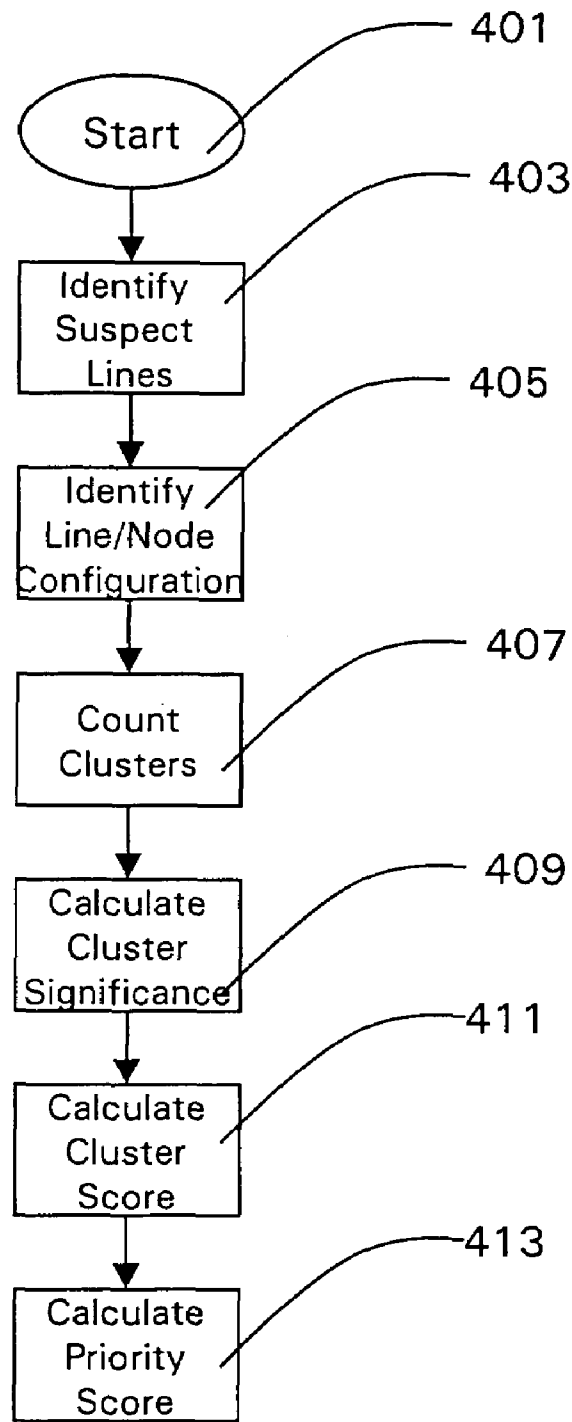 401
Start
403
Identify
Suspect
Lines
405
Identify
Line/Node
Configuration
407
Count
Clusters
409
Calculate
Cluster
Significance
411
Calculate
Cluster
Score
413
Calculate
Priority
Score